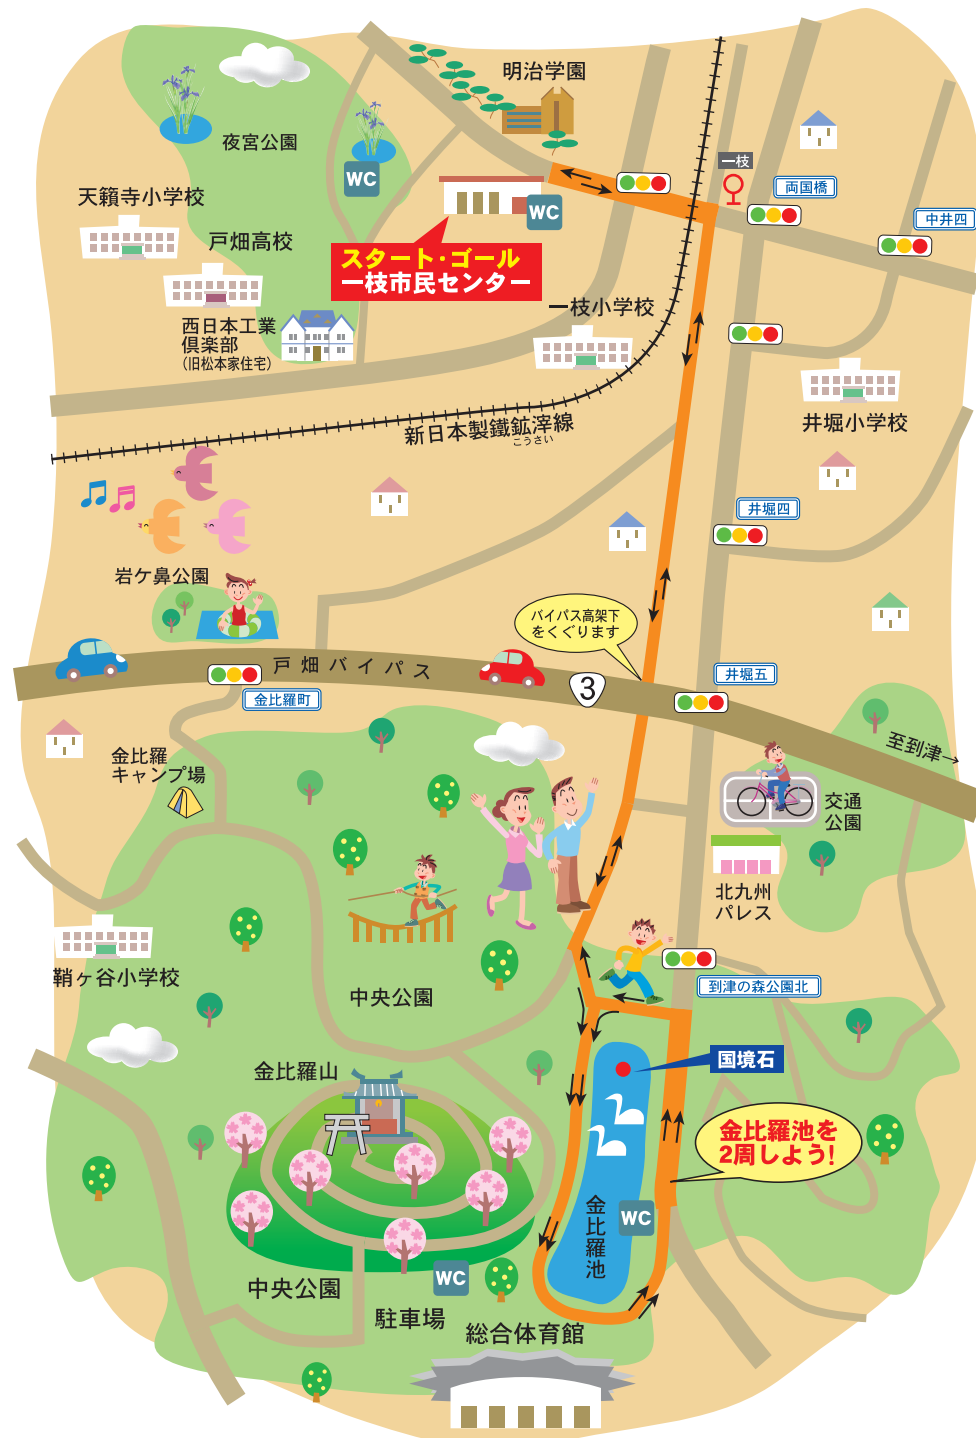 明治学園
夜宮公園
WC
一枝
両国橋
天籟寺小学校
WC
中井四
戸畑高校
スタート・ゴール
一枝市民センター
一枝小学校
西日本工業
倶楽部
（旧松本家住宅）
井堀小学校
新日本製鐵鉱滓線
こうさい
井堀四
岩ケ鼻公園
バイパス高架下
をくぐります
戸畑バイパス
3
井堀五
金比羅町
至到津→
金比羅
キャンプ場
交通
公園
北九州
パレス
鞘ヶ谷小学校
中央公園
到津の森公園北
国境石
金比羅山
金比羅池を
2周しよう!
金比羅池
WC
中央公園
WC
駐車場
総合体育館